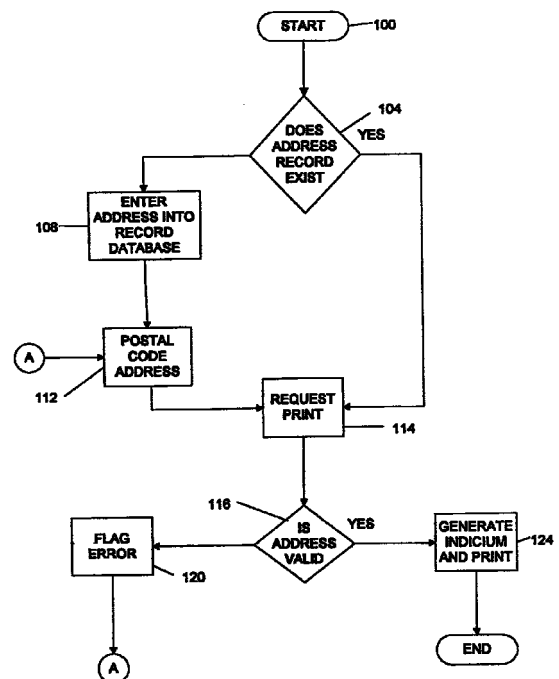 START
100
DOES
ADDRESS
RECORD
EXIST
104
YES
ENTER
ADDRESS INTO
RECORD
DATABASE
108
A
POSTAL
CODE
ADDRESS
112
REQUEST
PRINT
114
116
IS
ADDRESS
VALID
YES
FLAG
ERROR
120
GENERATE
INDICIUM
AND PRINT
124
A
END